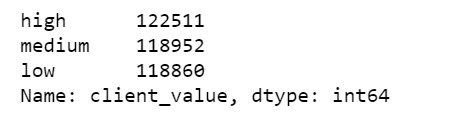 high      122511
medium    118952
low       118860
Name: client_value, dtype: int64